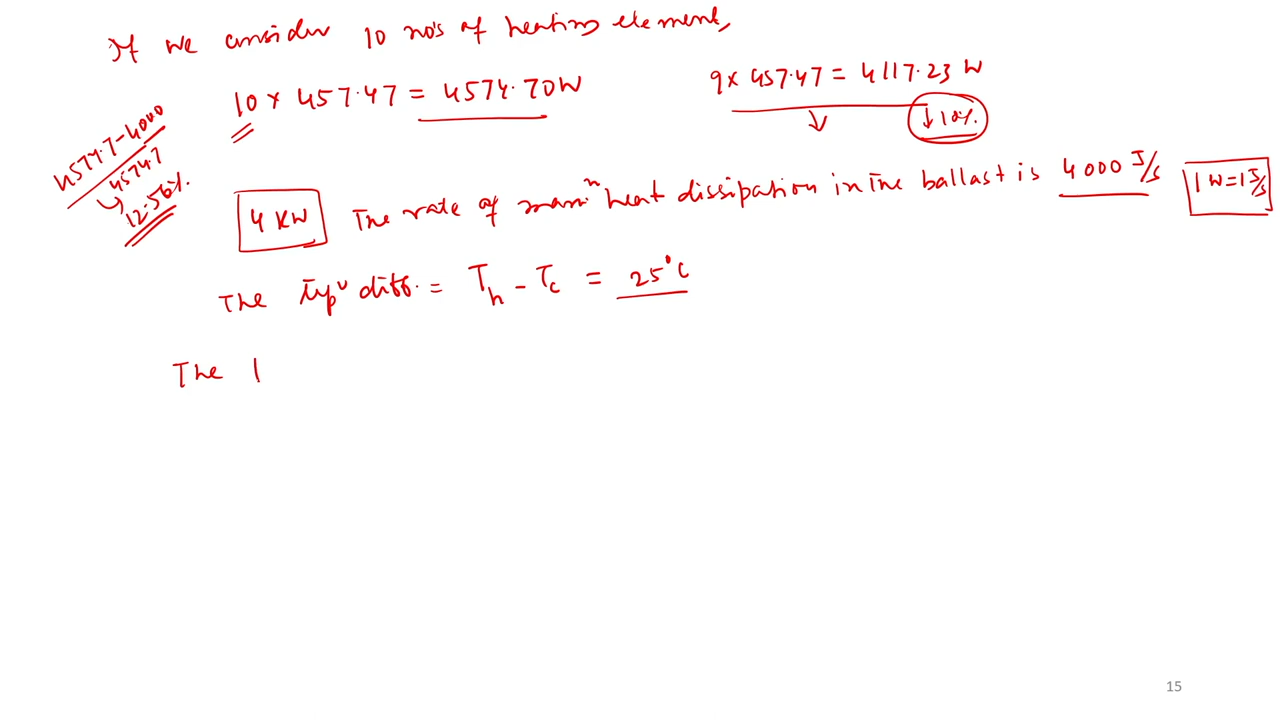 If we consider 10 no's of heating element,
10 × 457.47 = 4574.70W
9 × 457.47 = 4117.23 W
↓ 10%.
4574.7-4000
4574.7
12.56%.
4 KW
The rate of maxᵐ heat dissipation in the ballast is 4000 J/s
1 W = 1 J/s
The diff. = Th - Tc = 25°C
The
15